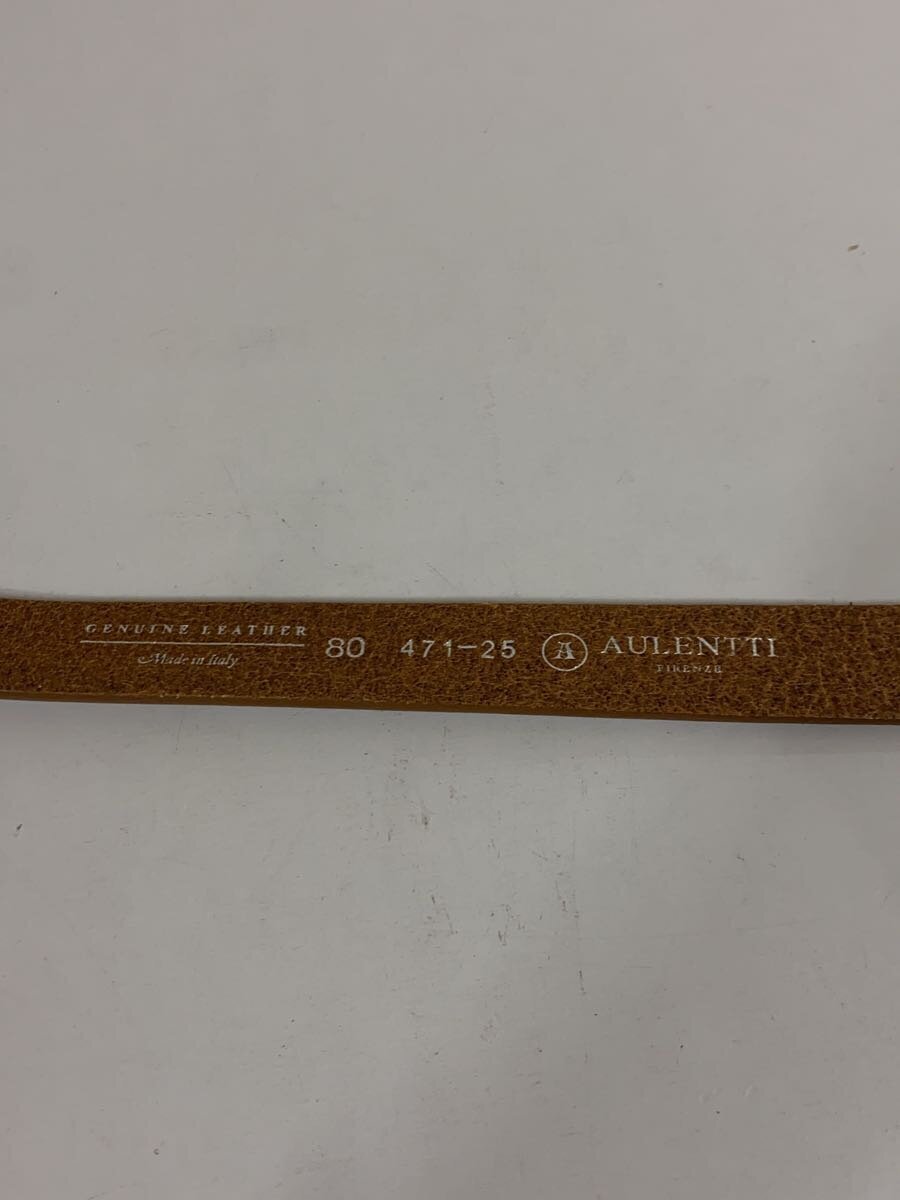 GENUINE LEATHER
Made in Italy
80 471-25 A AULENTTI
FIRENZE